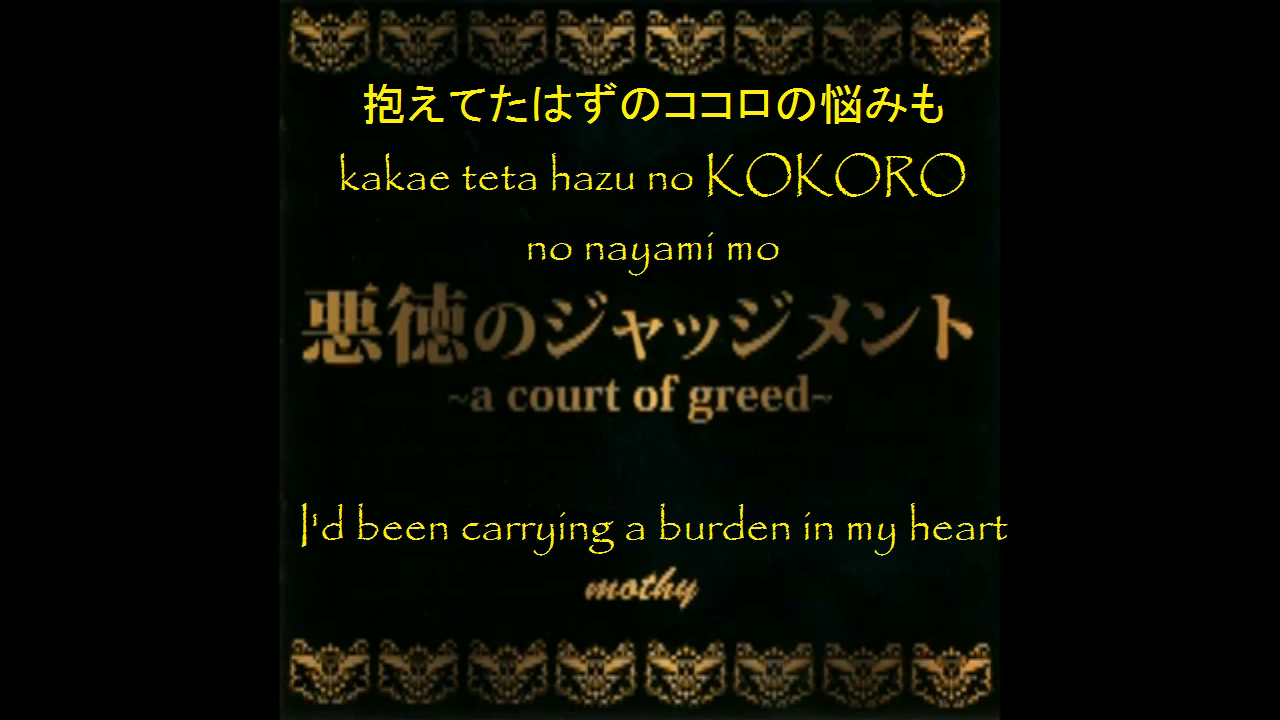 抱えてたはずのココロの悩みも
kakae teta hazu no KOKORO
no nayami mo
悪徳のジャッジメント
~a court of greed~
I'd been carrying a burden in my heart
mothy